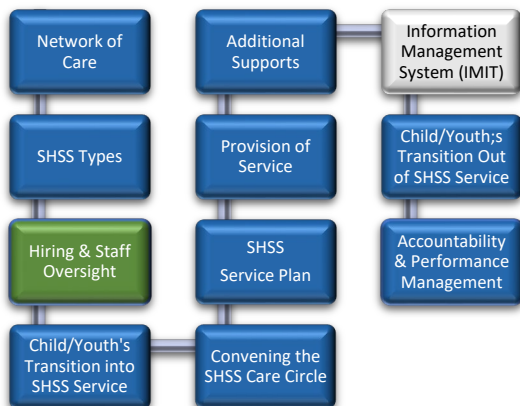 Network of
Care
SHSS Types
Hiring & Staff
Oversight
Child/Youth's
Transition into
SHSS Service
Convening the
SHSS Care Circle
SHSS
Service Plan
Provision of
Service
Additional
Supports
Information
Management
System (IMIT)
Child/Youth;s
Transition Out
of SHSS Service
Accountability
& Performance
Management